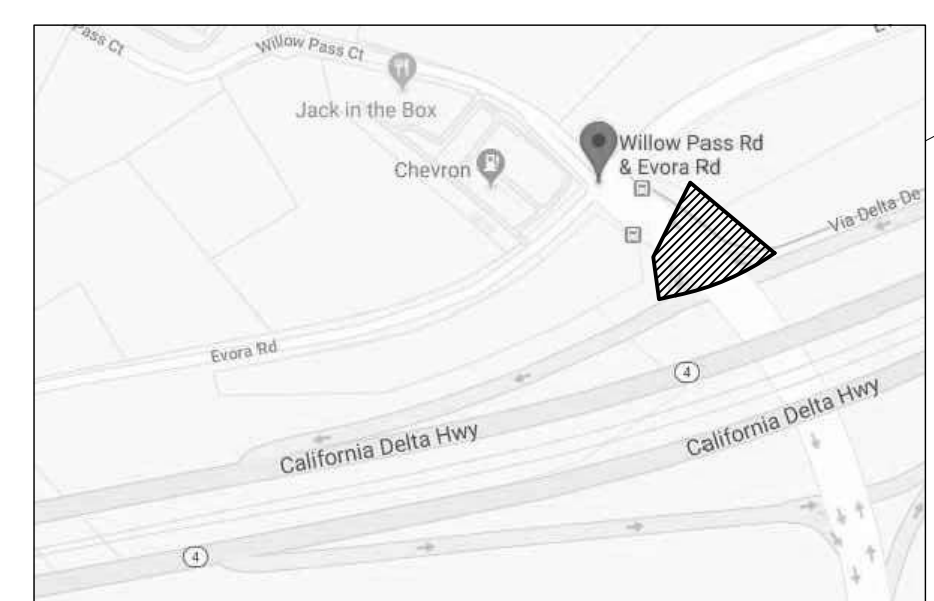 Pass Ct
Willow Pass Ct
Jack in the Box
Chevron
Willow Pass Rd
& Evora Rd
Via Delta De
Evora Rd
4
California Delta Hwy
California Delta Hwy
4